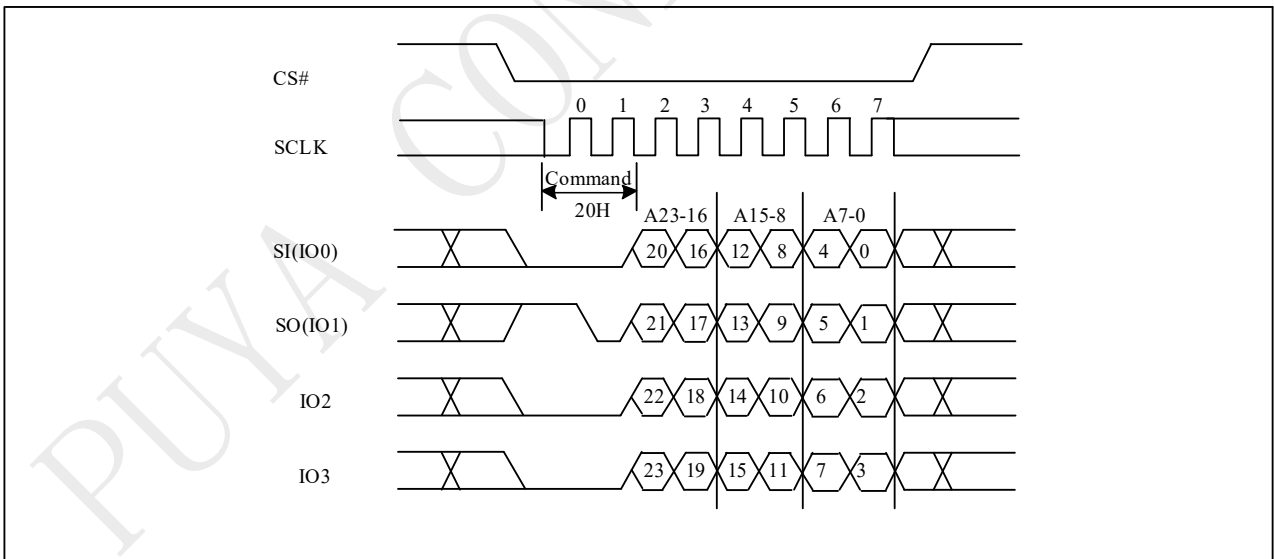 CS#
0 1 2 3 4 5 6 7
SCLK
Command
20H
A23-16 A15-8 A7-0
SI(IO0) 20 16 12 8 4 0
SO(IO1) 21 17 13 9 5 1
IO2 22 18 14 10 6 2
IO3 23 19 15 11 7 3
PUYA